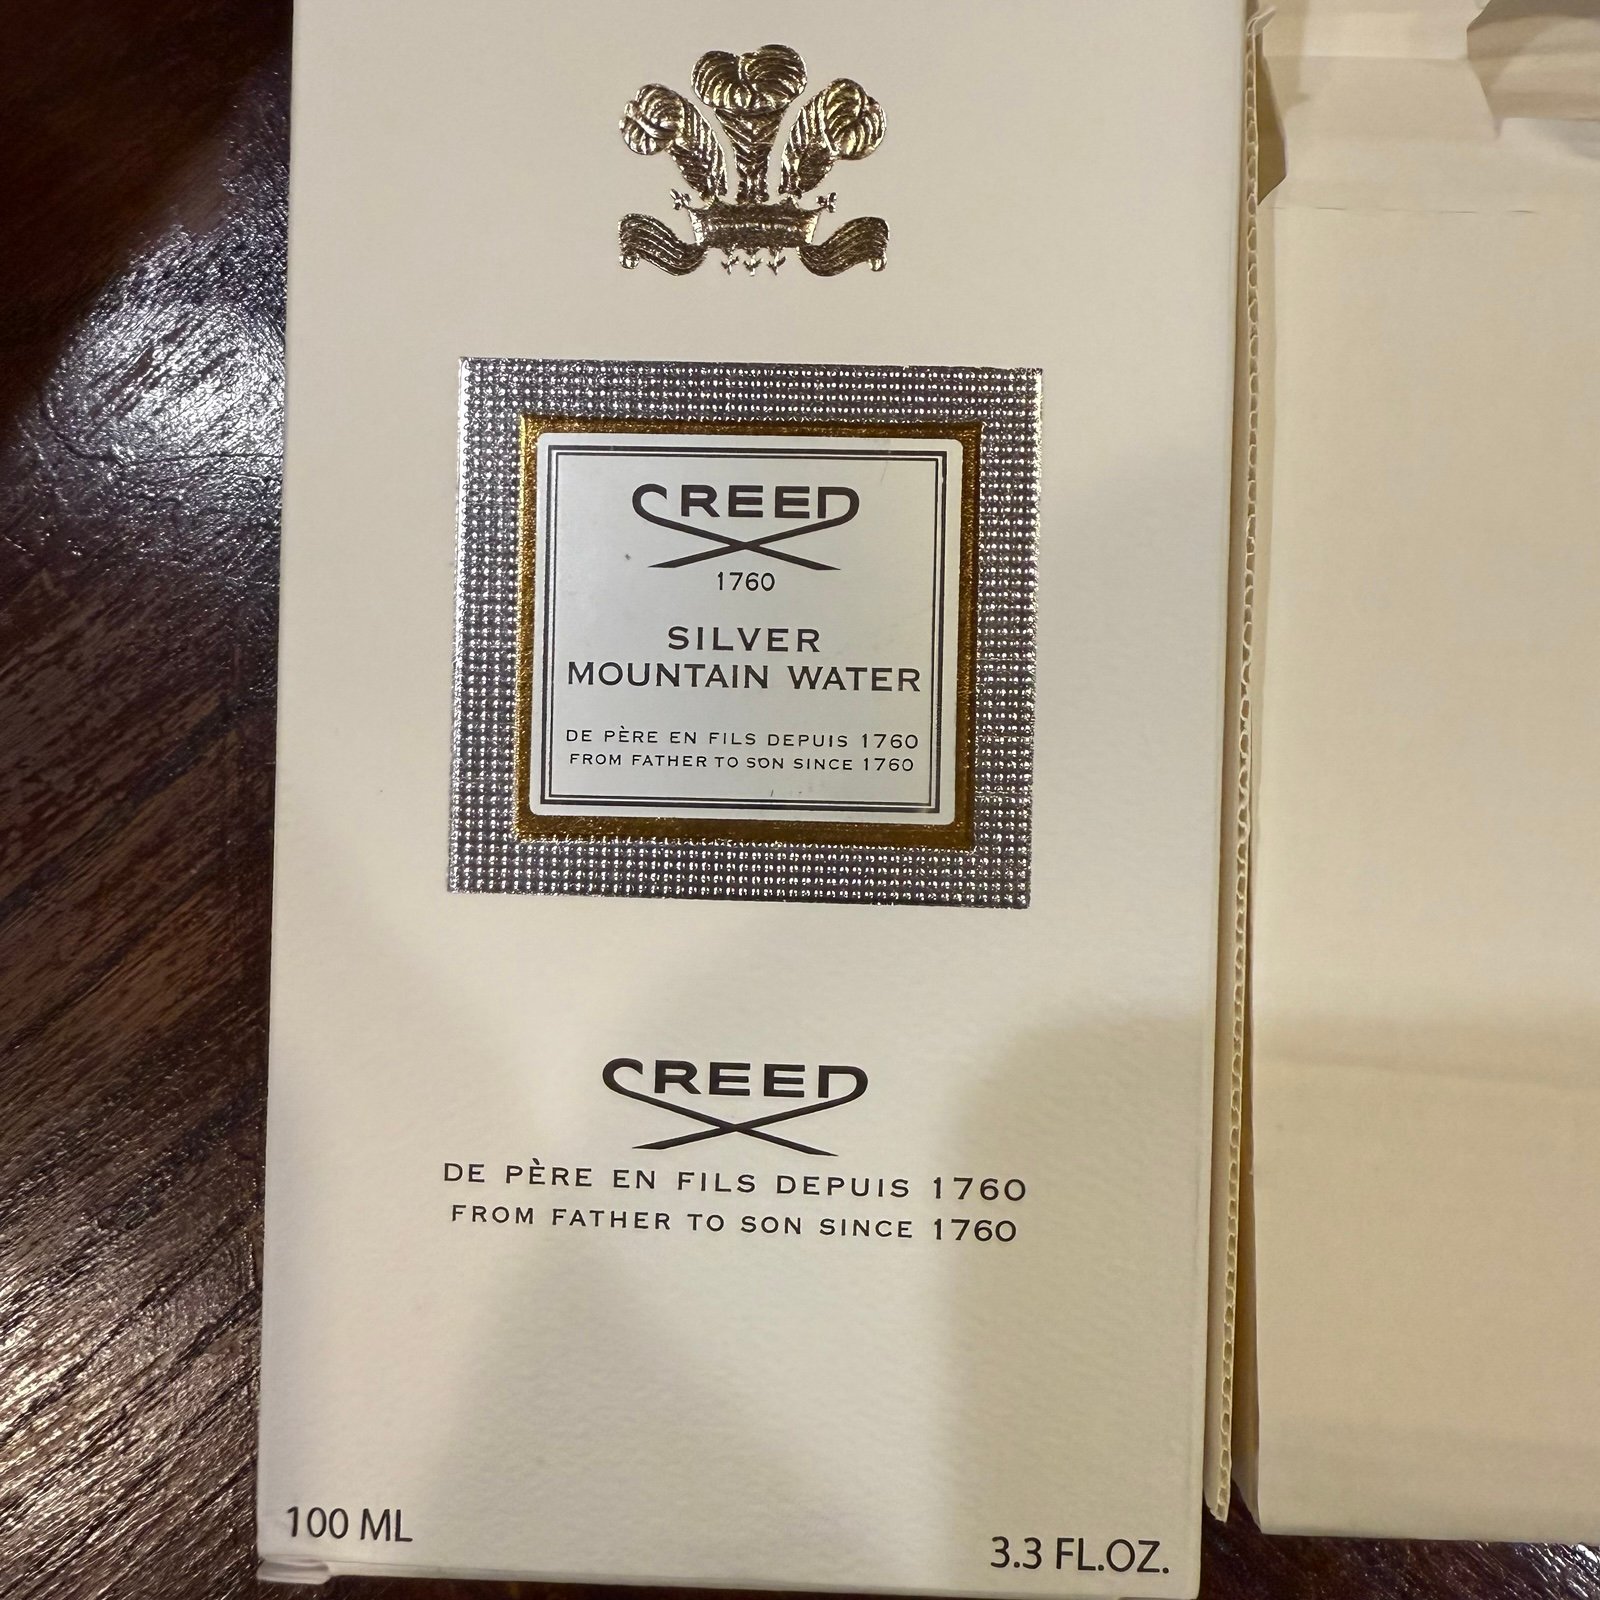 CREED
1760
SILVER
MOUNTAIN WATER
DE PÈRE EN FILS DEPUIS 1760
FROM FATHER TO SON SINCE 1760
CREED
DE PÈRE EN FILS DEPUIS 1760
FROM FATHER TO SON SINCE 1760
100 ML
3.3 FL.OZ.